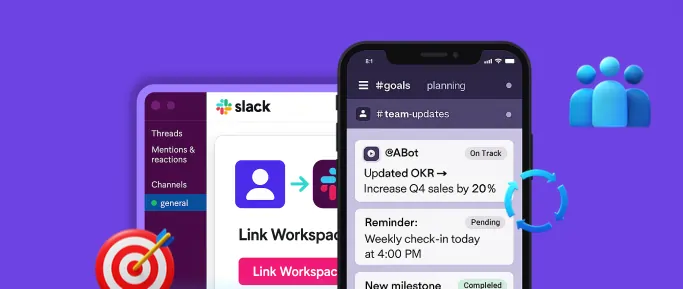 slack
Threads
Mentions &
reactions
Channels
general
Link Workspac
Link Workspac
8:1
#goals planning
#team-updates
@ABot On Track
Updated OKR →
Increase Q4 sales by 20%
Reminder: Pending
Weekly check-in today
at 4:00 PM
New milestone Compleled